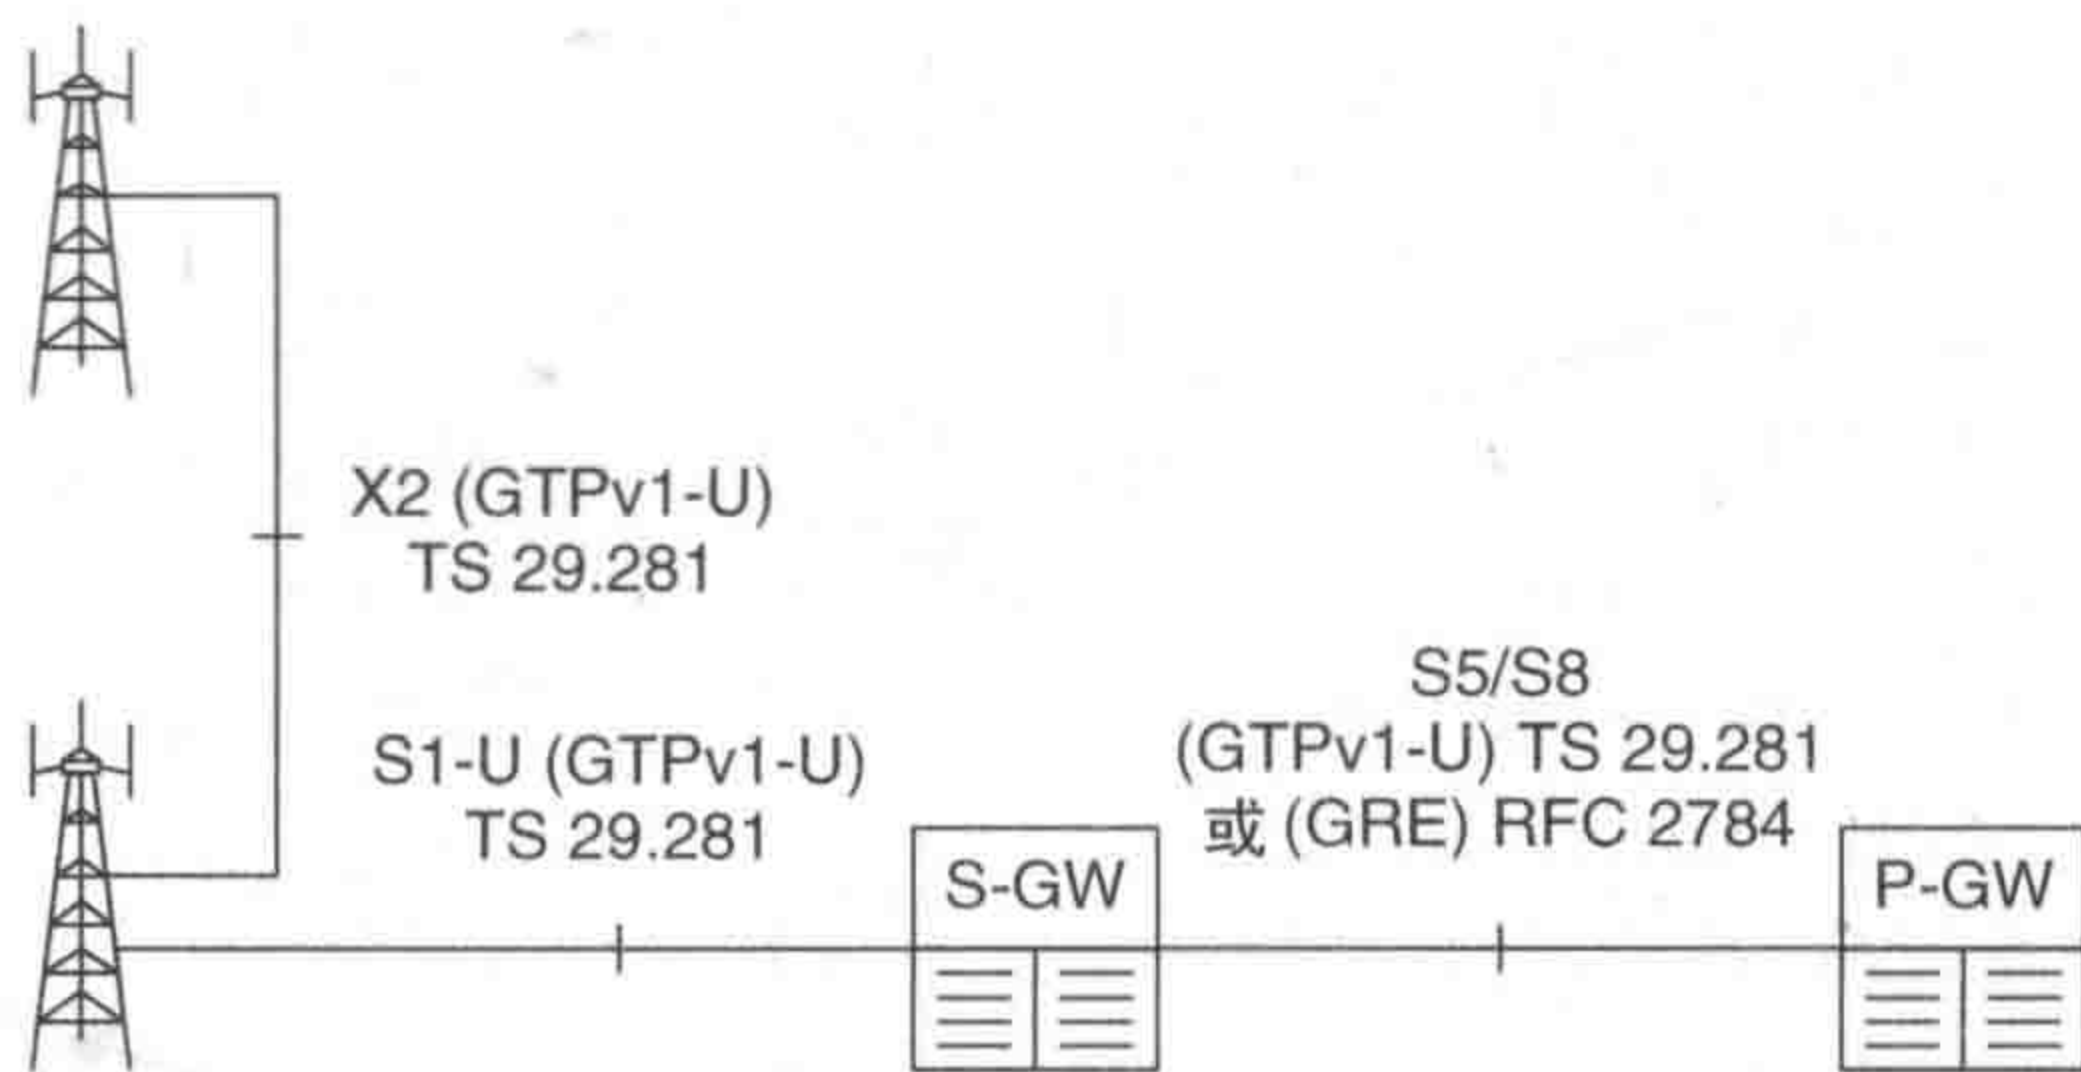 X2 (GTPv1-U)
TS 29.281
S1-U (GTPv1-U)
TS 29.281
S5/S8
(GTPv1-U) TS 29.281
或 (GRE) RFC 2784
S-GW
P-GW